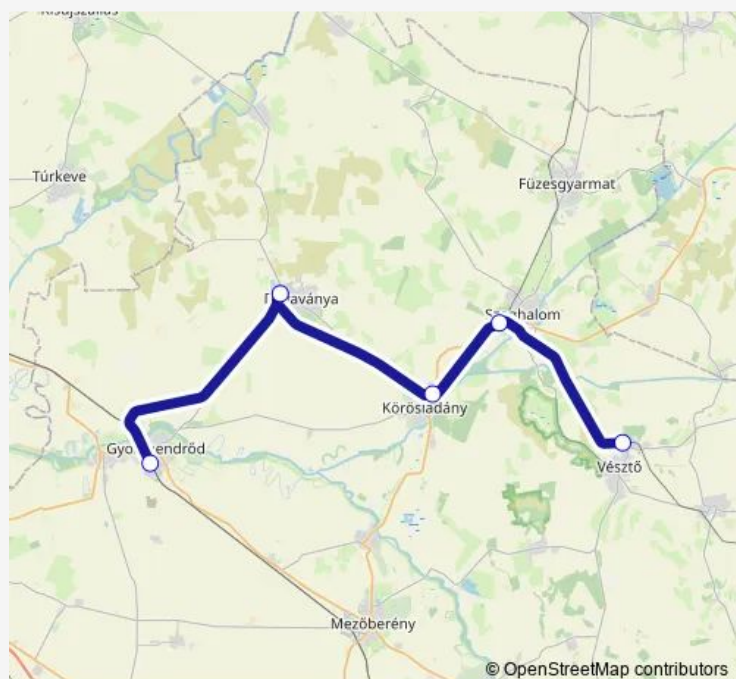 Túrkeve
Füzesgyarmat
Körösladány
Vésztő
Mezőberény
© OpenStreetMap contributors